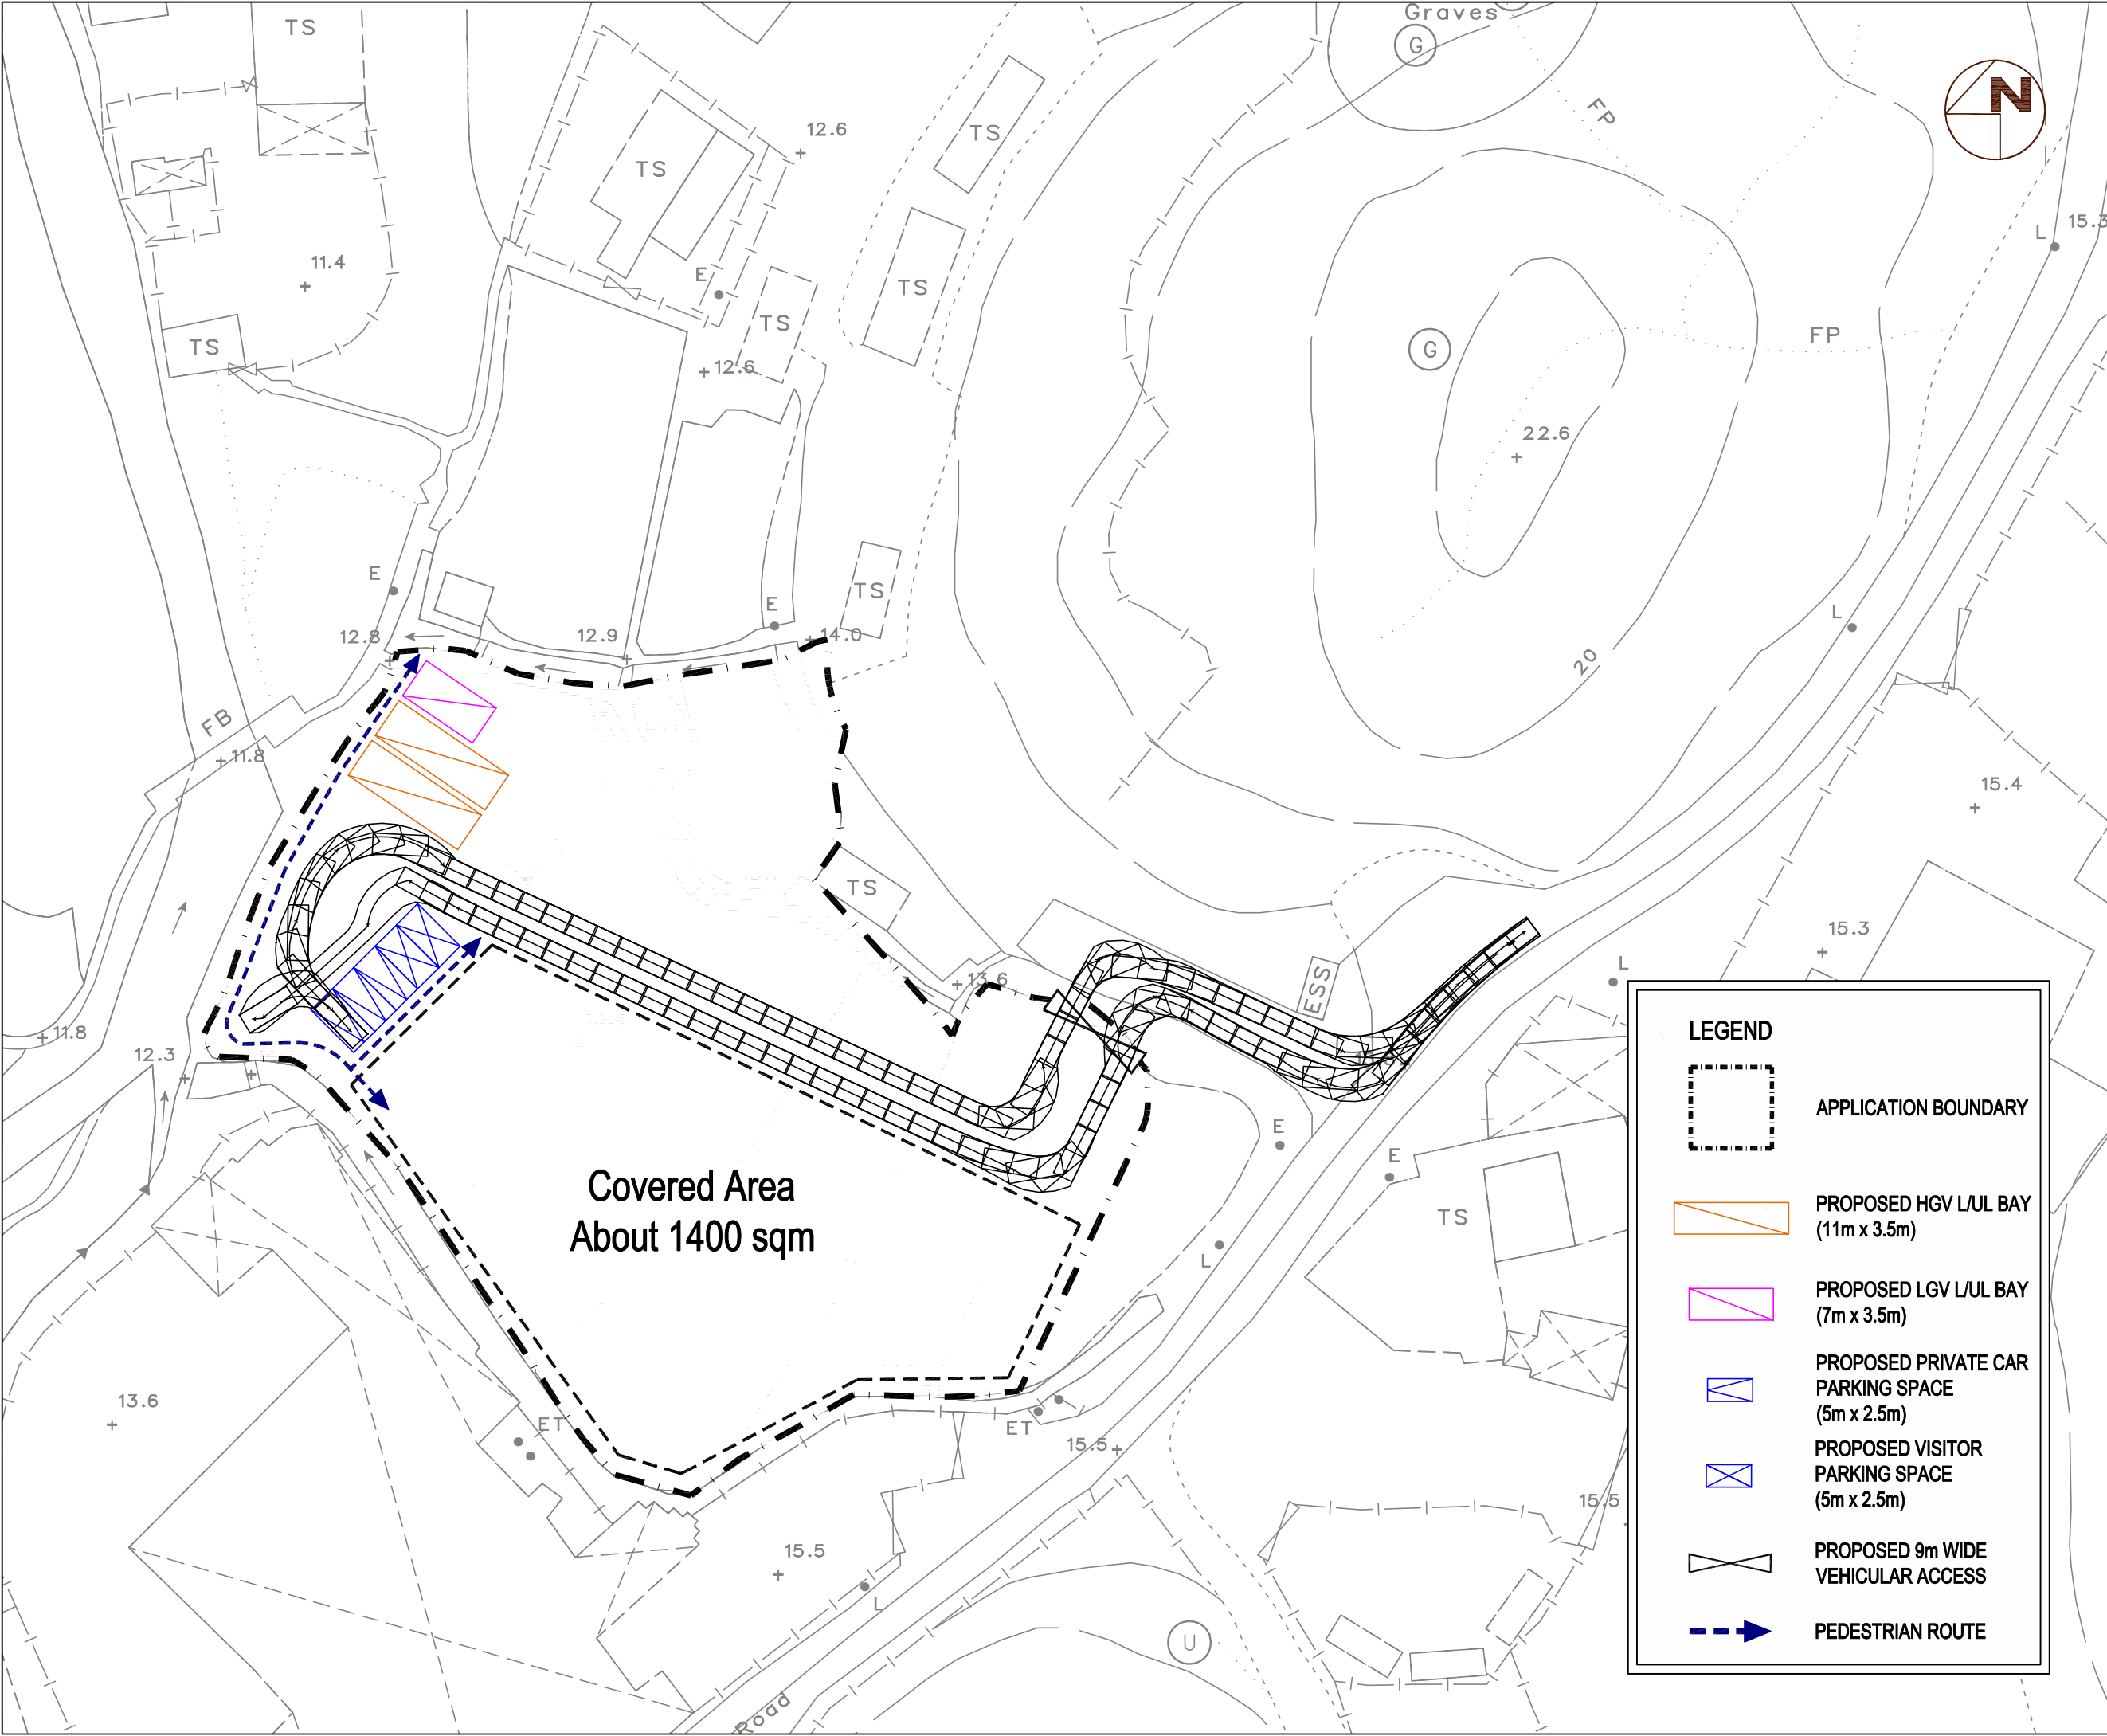 Graves
G
TS
N
12.6
TS
TS
FP
15.3
L
11.4
E
TS
TS
FP
TS
12.6
G
22.6
E
TS
E
L
12.8
12.9
14.0
20
FB
11.8
15.4
TS
15.3
13.6
ESS
L
11.8
12.3
E
E
TS
L
Covered Area
About 1400 sqm
13.6
ET
ET
15.5
15.5
15.5
L
U
Road
LEGEND
APPLICATION BOUNDARY
PROPOSED HGV L/UL BAY
(11m x 3.5m)
PROPOSED LGV L/UL BAY
(7m x 3.5m)
PROPOSED PRIVATE CAR
PARKING SPACE
(5m x 2.5m)
PROPOSED VISITOR
PARKING SPACE
(5m x 2.5m)
PROPOSED 9m WIDE
VEHICULAR ACCESS
PEDESTRIAN ROUTE